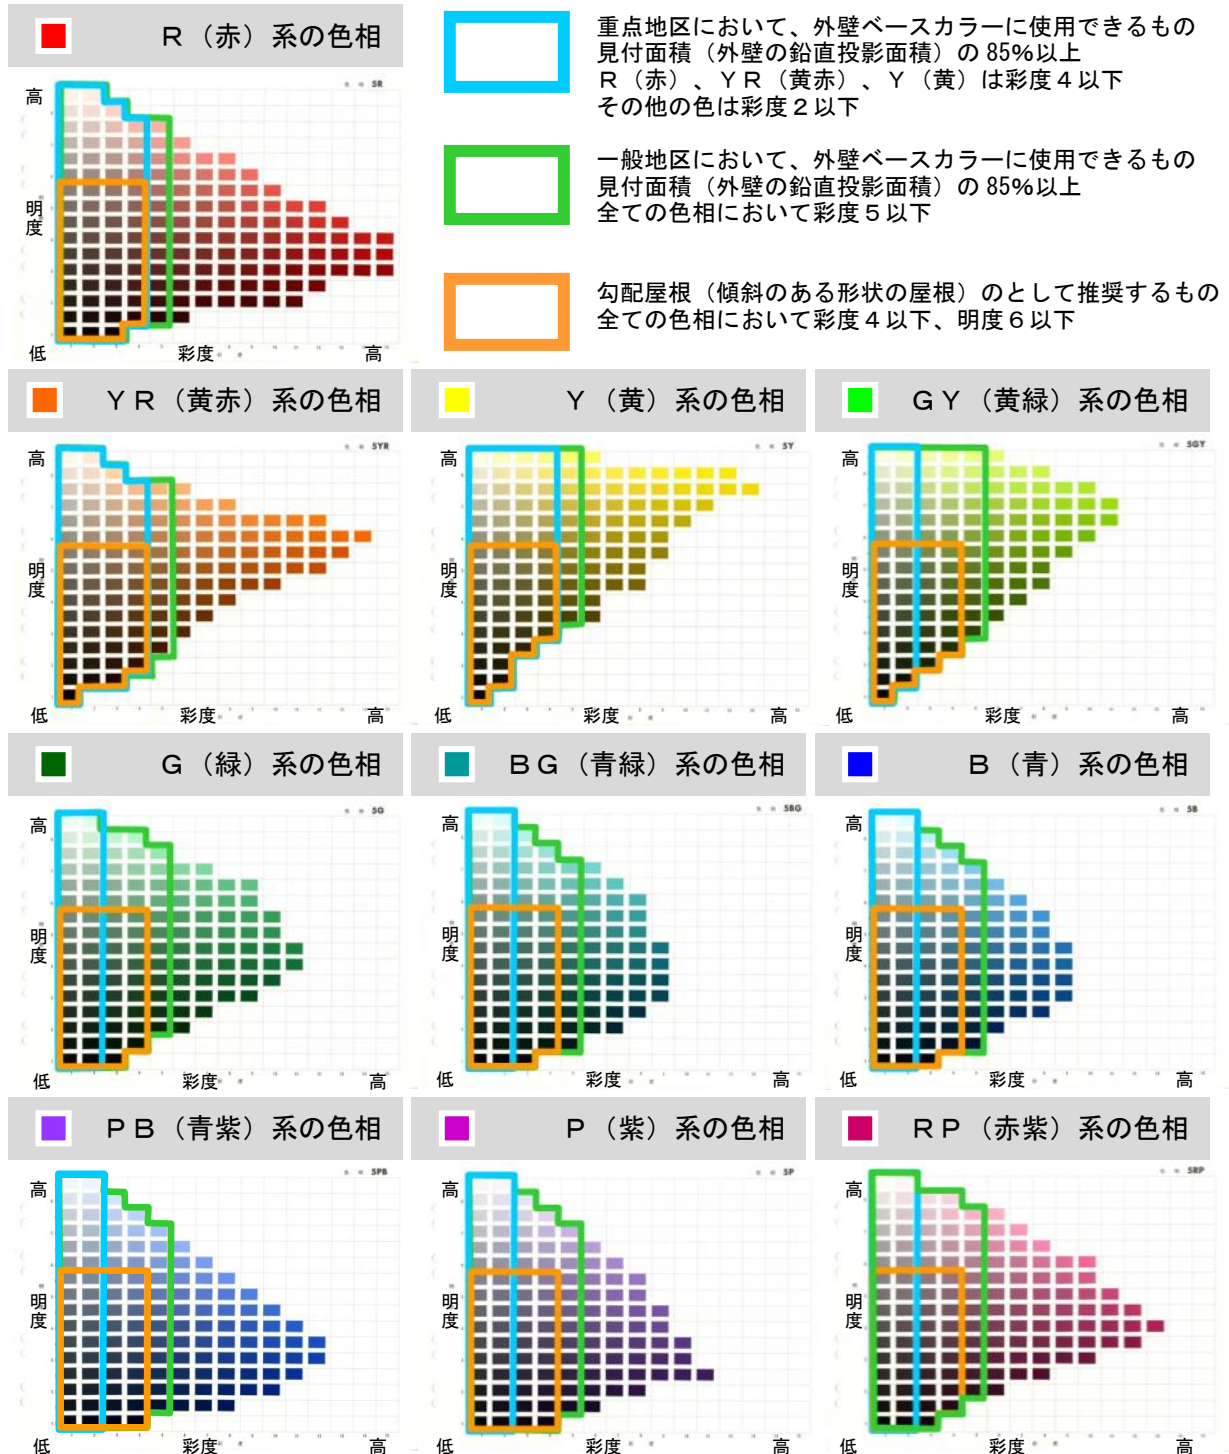 R（赤）系の色相
重点地区において、外壁ベースカラーに使用できるもの
見付面積（外壁の鉛直投影面積）の85%以上
R（赤）、YR（黄赤）、Y（黄）は彩度4以下
その他の色は彩度2以下
一般地区において、外壁ベースカラーに使用できるもの
見付面積（外壁の鉛直投影面積）の85%以上
全ての色相において彩度5以下
勾配屋根（傾斜のある形状の屋根）のとして推奨するもの
全ての色相において彩度4以下、明度6以下
5R
高
明度
低
彩度
高
YR（黄赤）系の色相
Y（黄）系の色相
GY（黄緑）系の色相
5YR
高
明度
低
彩度
高
5Y
高
明度
低
彩度
高
5GY
高
明度
低
彩度
高
G（緑）系の色相
BG（青緑）系の色相
B（青）系の色相
5G
高
明度
低
彩度
高
5BG
高
明度
低
彩度
高
5B
高
明度
低
彩度
高
PB（青紫）系の色相
P（紫）系の色相
RP（赤紫）系の色相
5PB
高
明度
低
彩度
高
5P
高
明度
低
彩度
高
5RP
高
明度
低
彩度
高